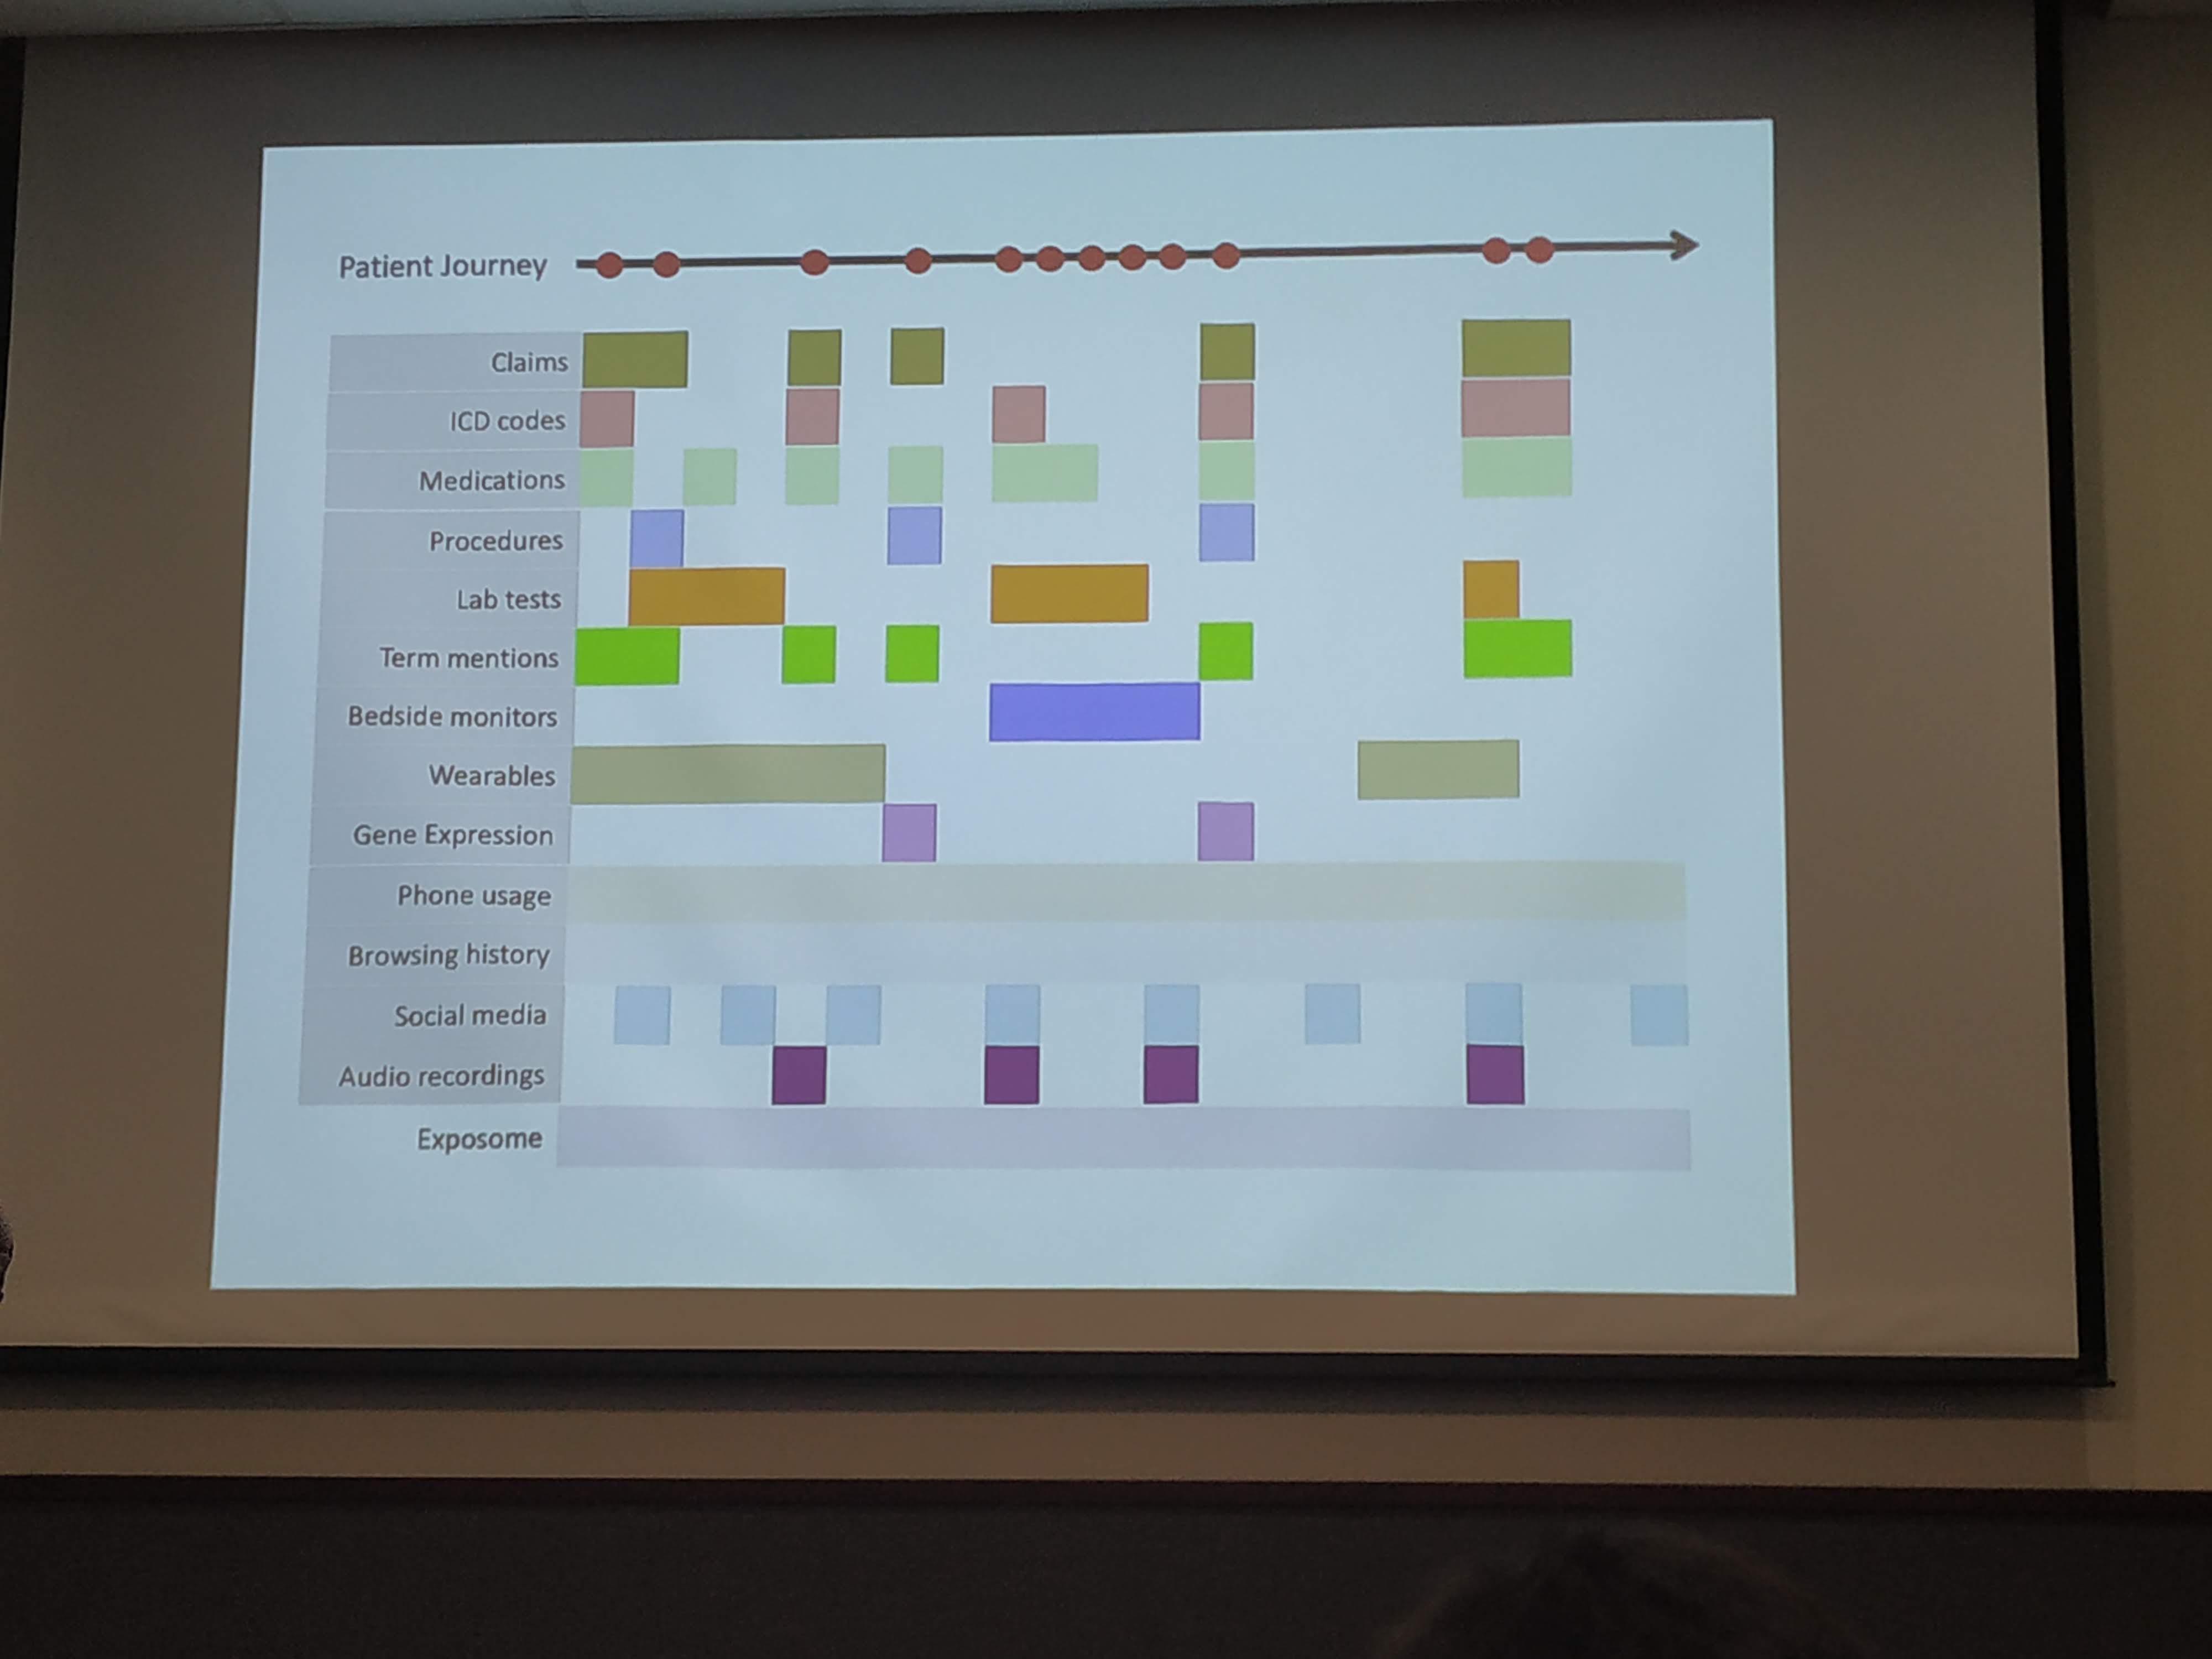 Patient Journey
Claims
ICD codes
Medications
Procedures
Lab tests
Term mentions
Bedside monitors
Wearables
Gene Expression
Phone usage
Browsing history
Social media
Audio recordings
Exposome